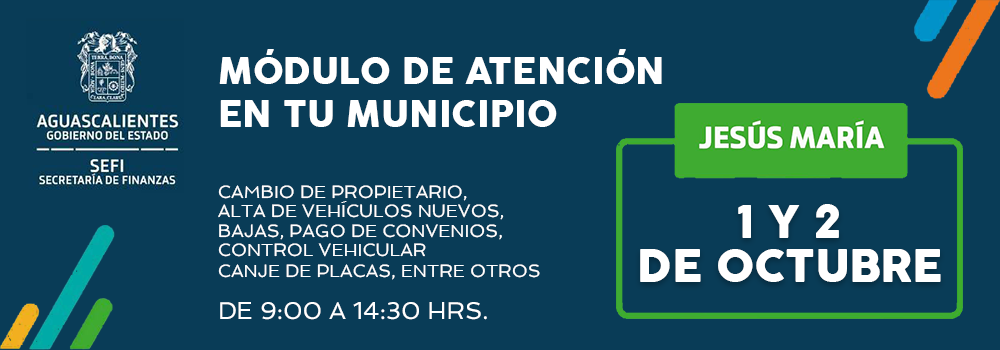 AGUASCALIENTES
GOBIERNO DEL ESTADO
SEFI
SECRETARÍA DE FINANZAS
MÓDULO DE ATENCIÓN
EN TU MUNICIPIO
CAMBIO DE PROPIETARIO,
ALTA DE VEHÍCULOS NUEVOS,
BAJAS, PAGO DE CONVENIOS,
CONTROL VEHICULAR
CANJE DE PLACAS, ENTRE OTROS
DE 9:00 A 14:30 HRS.
JESÚS MARÍA
1 Y 2
DE OCTUBRE